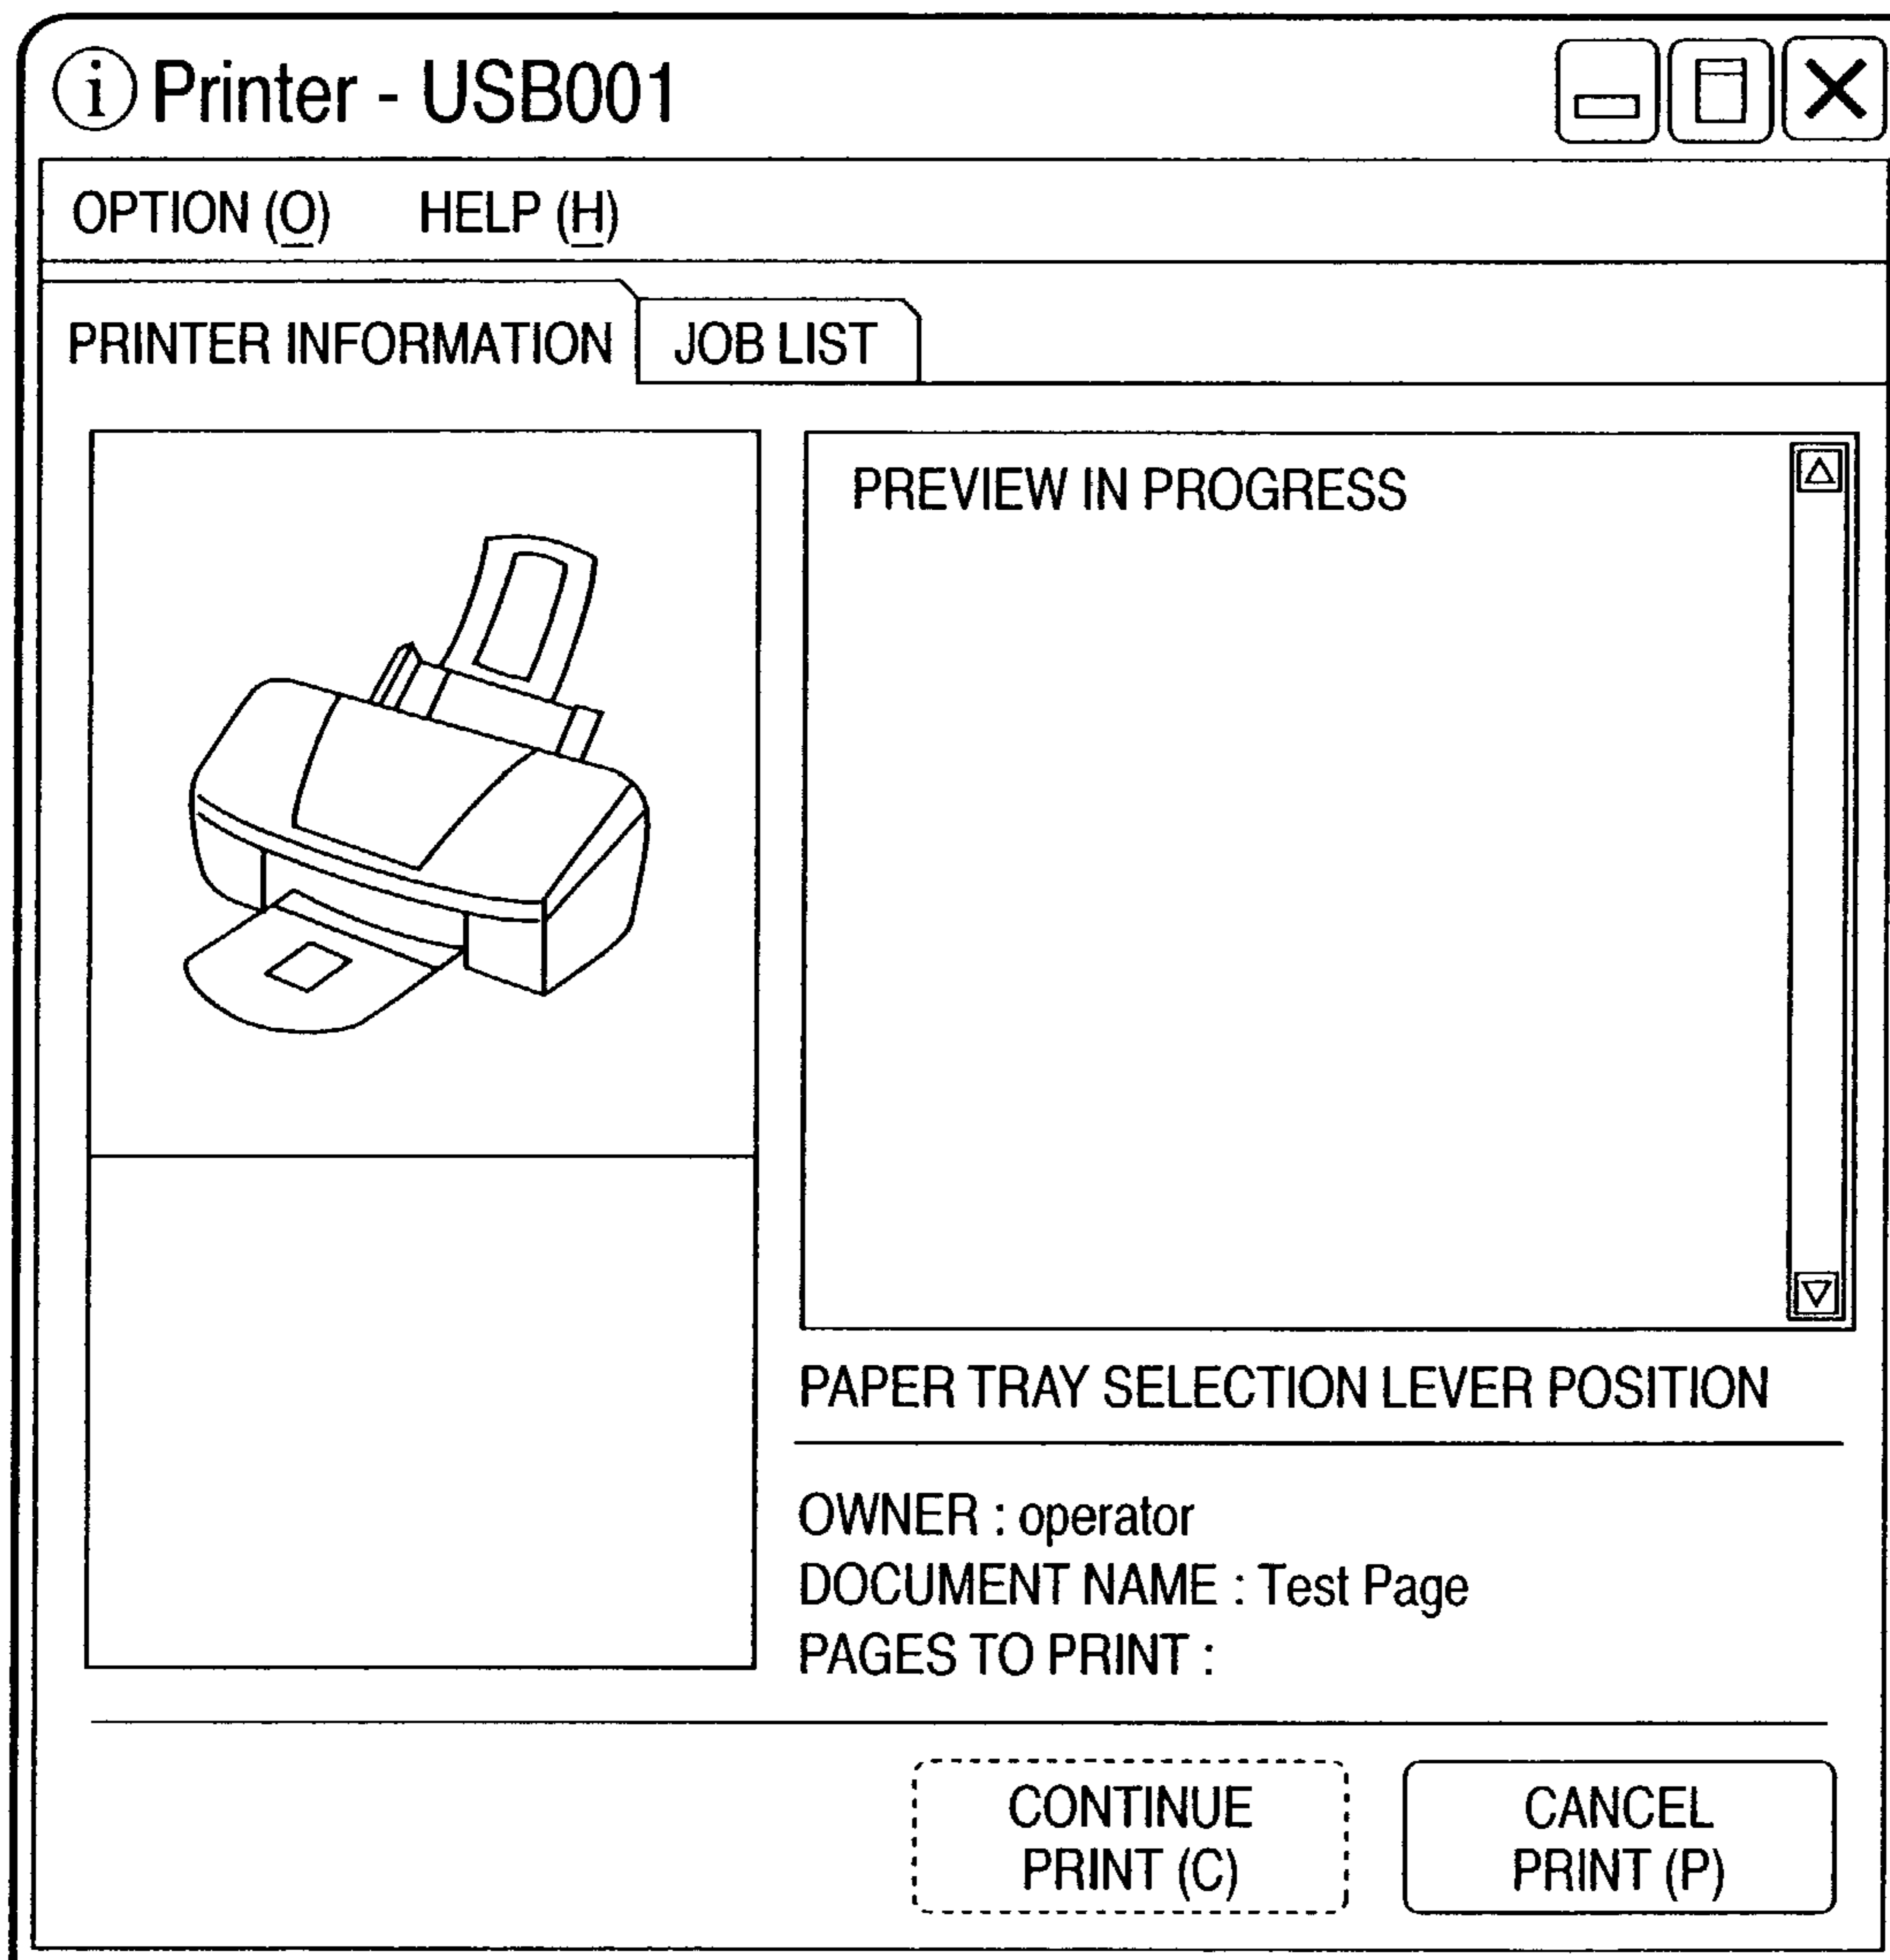 i Printer - USB001
OPTION (O) HELP (H)
PRINTER INFORMATION JOB LIST
PREVIEW IN PROGRESS
PAPER TRAY SELECTION LEVER POSITION
OWNER : operator
DOCUMENT NAME : Test Page
PAGES TO PRINT :
CONTINUE
PRINT (C)
CANCEL
PRINT (P)